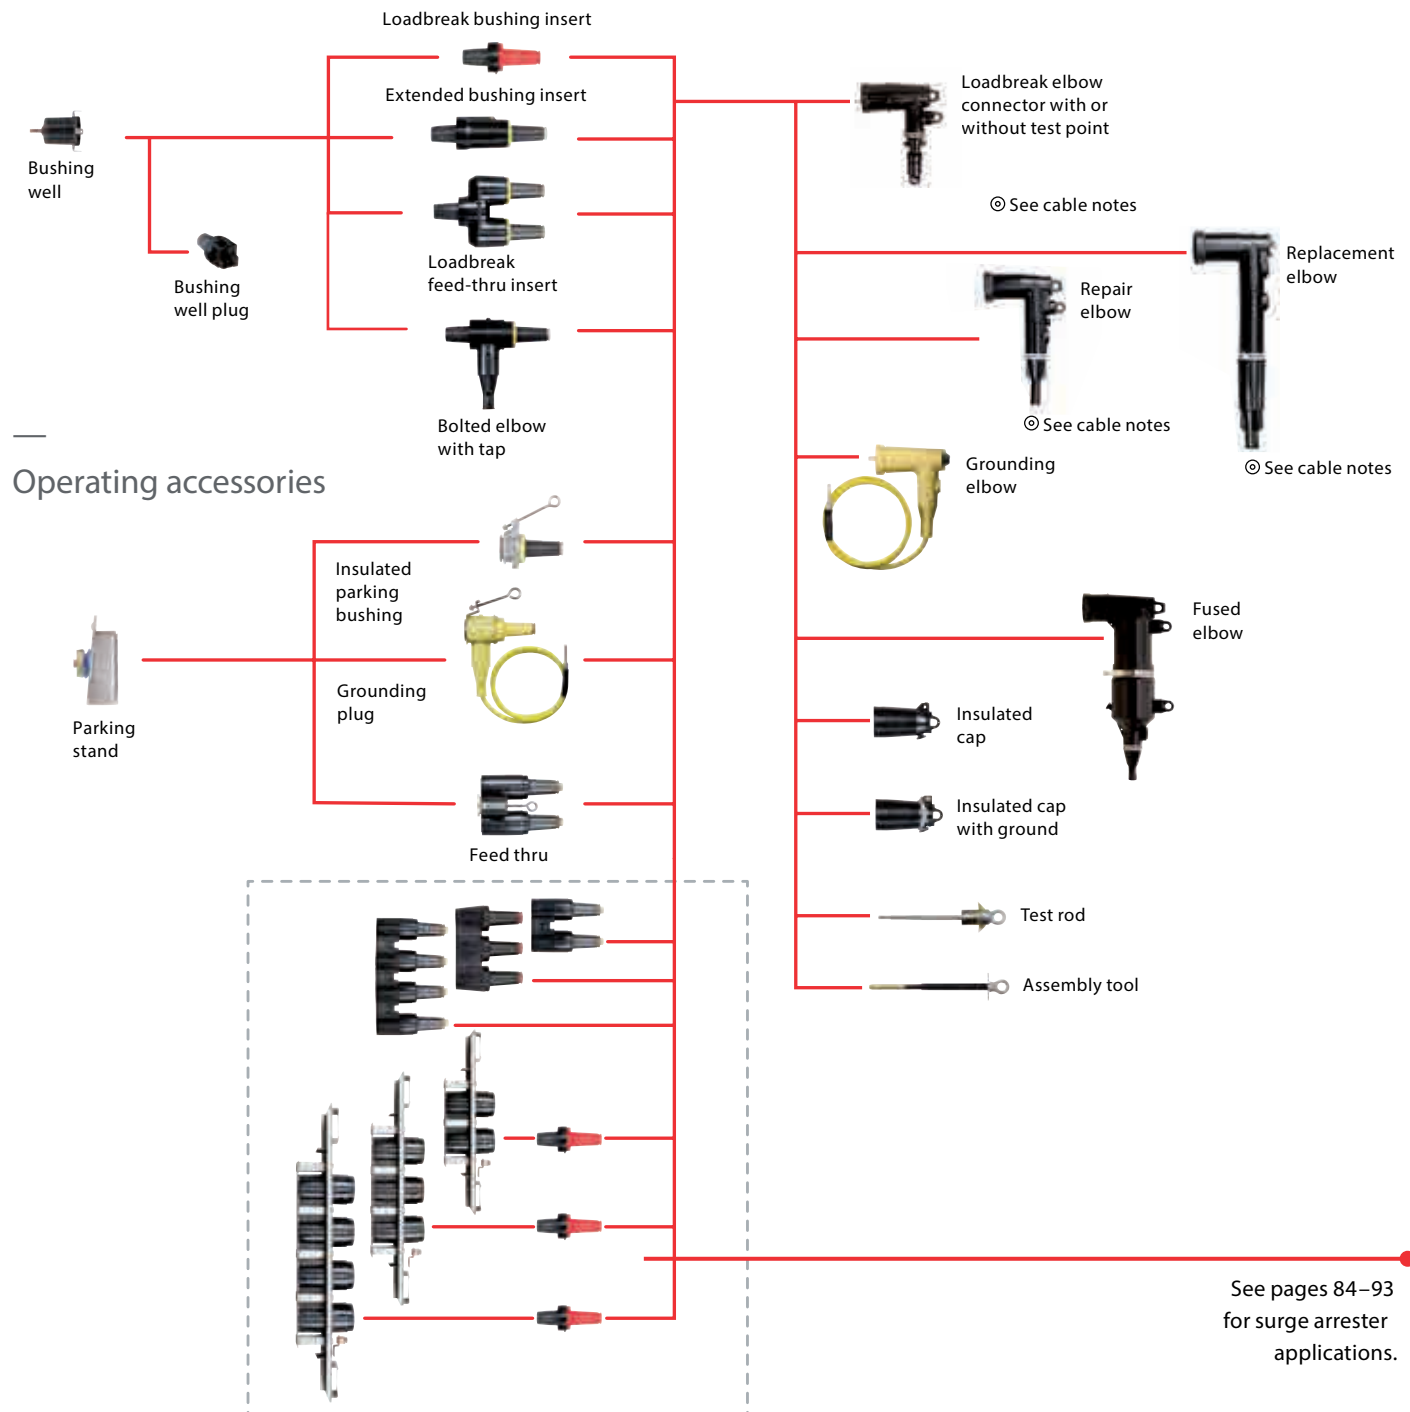 Loadbreak bushing insert
Extended bushing insert
Bushing
well
Bushing
well plug
Loadbreak
feed-thru insert
Bolted elbow
with tap
Loadbreak elbow
connector with or
without test point
See cable notes
Replacement
elbow
Repair
elbow
See cable notes
See cable notes
Grounding
elbow
Operating accessories
Insulated
parking
bushing
Grounding
plug
Parking
stand
Feed thru
Fused
elbow
Insulated
cap
Insulated cap
with ground
Test rod
Assembly tool
See pages 84–93
for surge arrester
applications.